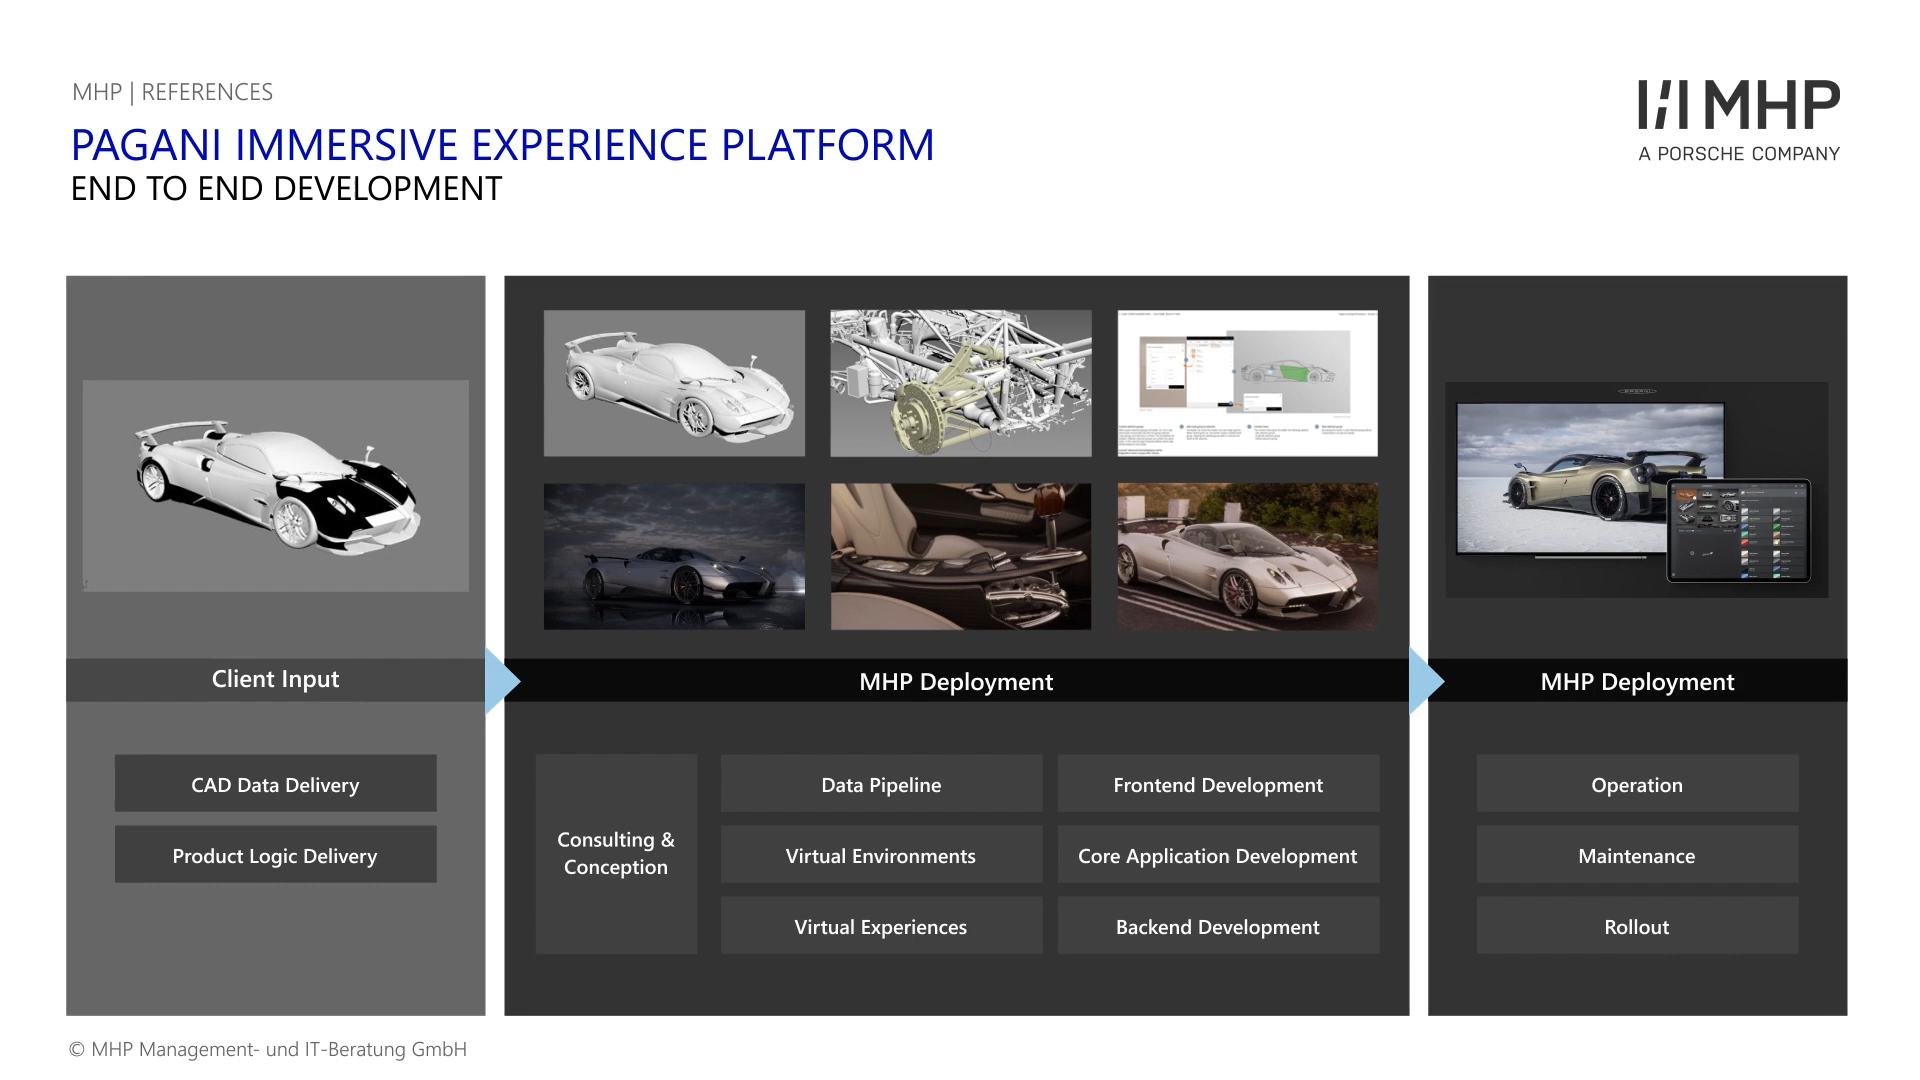 MHP | REFERENCES
PAGANI IMMERSIVE EXPERIENCE PLATFORM
END TO END DEVELOPMENT
MHP
A PORSCHE COMPANY
Client Input
MHP Deployment
MHP Deployment
CAD Data Delivery
Product Logic Delivery
Consulting &
Conception
Data Pipeline
Virtual Environments
Virtual Experiences
Frontend Development
Core Application Development
Backend Development
Operation
Maintenance
Rollout
© MHP Management- und IT-Beratung GmbH